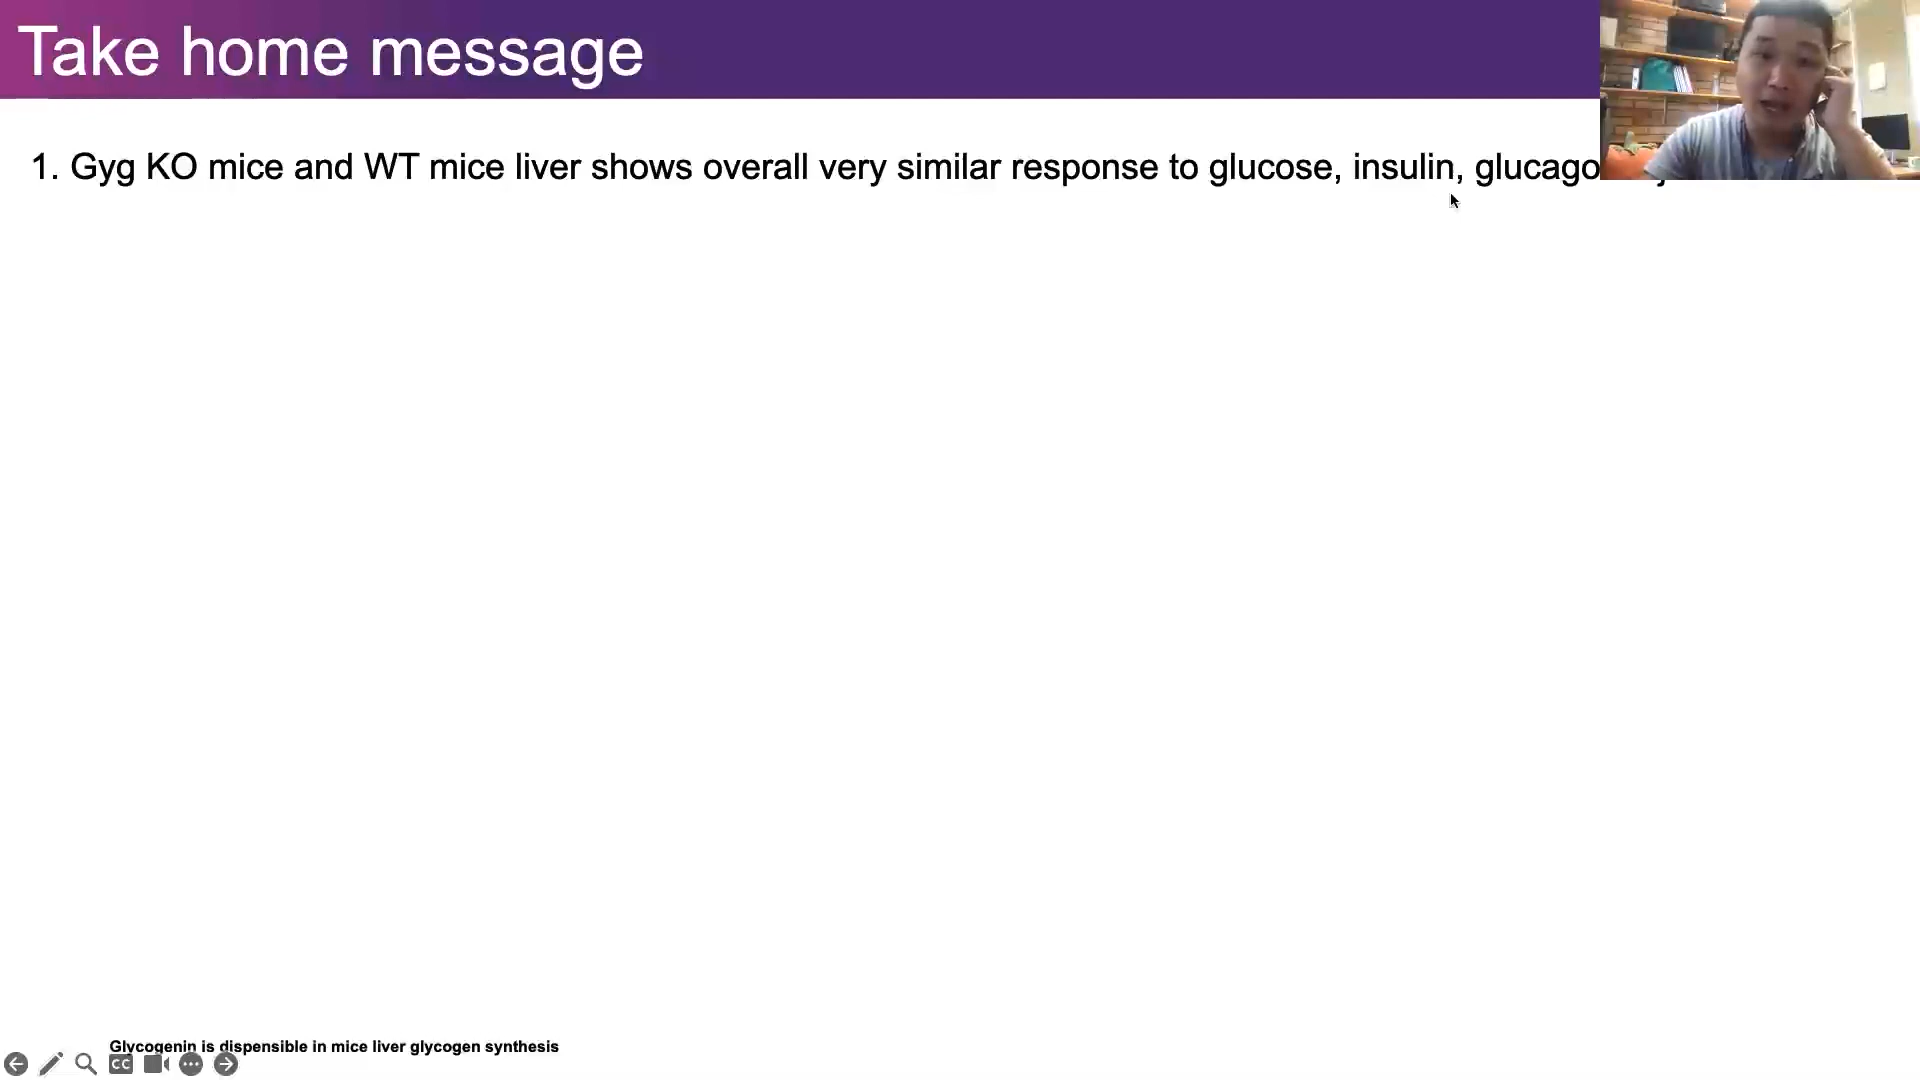 Take home message
1. Gyg KO mice and WT mice liver shows overall very similar response to glucose, insulin,
Glycogenin is dispensible in mice liver glycogen synthesis
CC